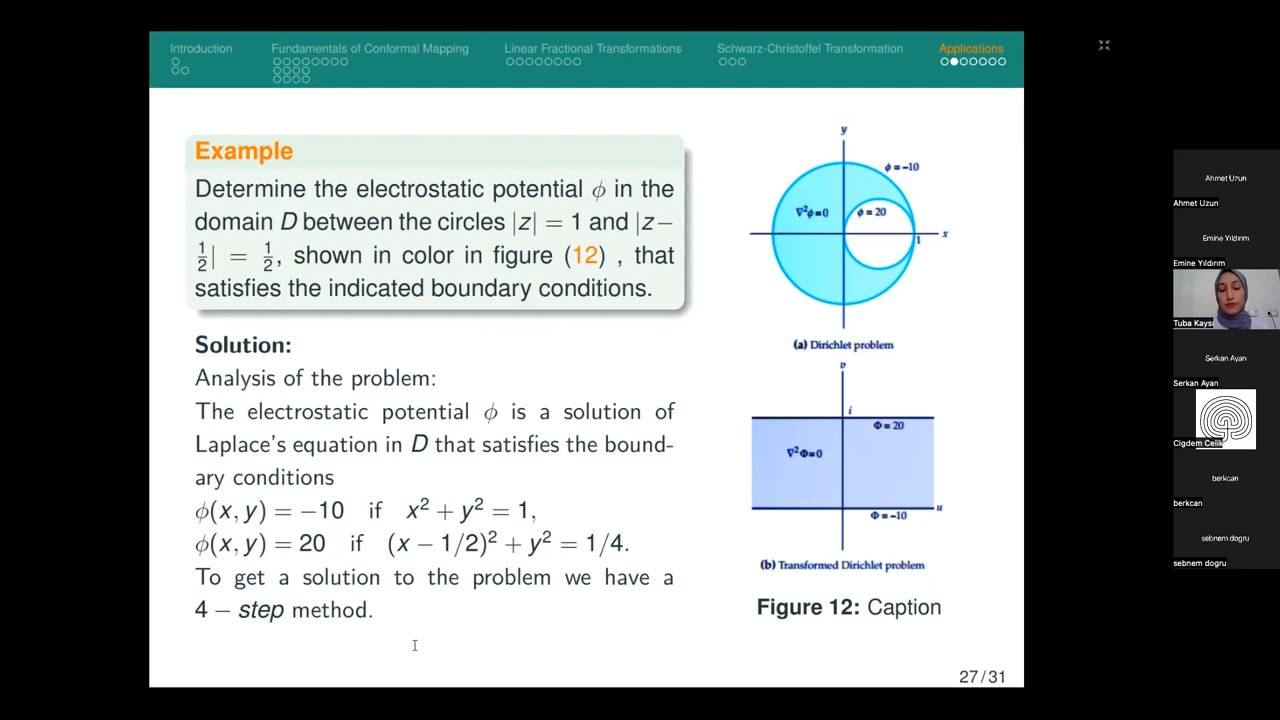 Introduction
Fundamentals of Conformal Mapping
Linear Fractional Transformations
Schwarz-Christoffel Transformation
Applications
Example
Determine the electrostatic potential ϕ in the
domain D between the circles |z| = 1 and |z−
1/2| = 1/2, shown in color in figure (12) , that
satisfies the indicated boundary conditions.
Solution:
Analysis of the problem:
The electrostatic potential ϕ is a solution of
Laplace's equation in D that satisfies the bound-
ary conditions
ϕ(x, y) = −10 if x² + y² = 1,
ϕ(x, y) = 20 if (x − 1/2)² + y² = 1/4.
To get a solution to the problem we have a
4 − step method.
y
ϕ = −10
∇²ϕ=0
ϕ = 20
1
x
(a) Dirichlet problem
v
i
Φ = 20
∇²Φ=0
u
Φ = −10
(b) Transformed Dirichlet problem
Figure 12: Caption
27/31
Ahmet Uzun
Ahmet Uzun
Emine Yıldırım
Emine Yıldırım
Tuba Kaysı
Serkan Ayan
Serkan Ayan
Cigdem Celik
berkcan
berkcan
sebnem dogru
sebnem dogru